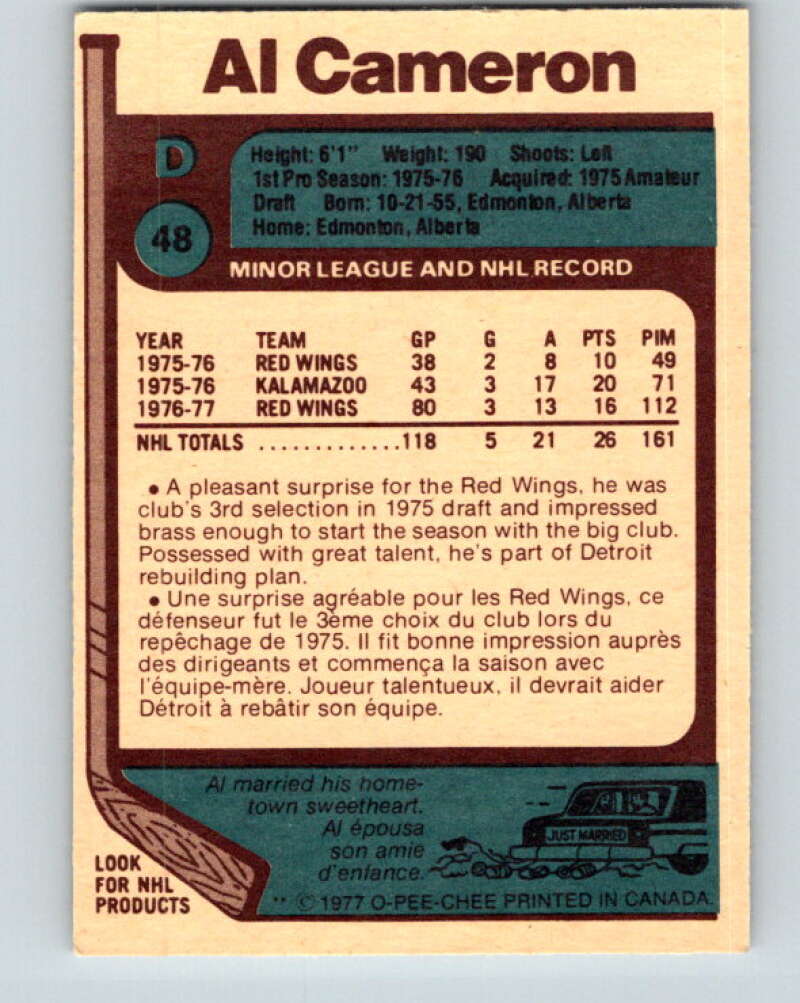 Al Cameron
D
48
Height: 6'1" Weight: 190 Shoots: Left
1st Pro Season: 1975-76 Acquired: 1975 Amateur
Draft Born: 10-21-55, Edmonton, Alberta
Home: Edmonton, Alberta
MINOR LEAGUE AND NHL RECORD
YEAR TEAM GP G A PTS PIM
1975-76 RED WINGS 38 2 8 10 49
1975-76 KALAMAZOO 43 3 17 20 71
1976-77 RED WINGS 80 3 13 16 112
NHL TOTALS ..............118 5 21 26 161
• A pleasant surprise for the Red Wings, he was
club's 3rd selection in 1975 draft and impressed
brass enough to start the season with the big club.
Possessed with great talent, he's part of Detroit
rebuilding plan.
• Une surprise agréable pour les Red Wings, ce
défenseur fut le 3ème choix du club lors du
repêchage de 1975. Il fit bonne impression auprès
des dirigeants et commença la saison avec
l'équipe-mère. Joueur talentueux, il devrait aider
Détroit à rebâtir son équipe.
Al married his home-
town sweetheart.
Al épousa
son amie
d'enfance.
JUST MARRIED
LOOK
FOR NHL
PRODUCTS
** © 1977 O-PEE-CHEE PRINTED IN CANADA.